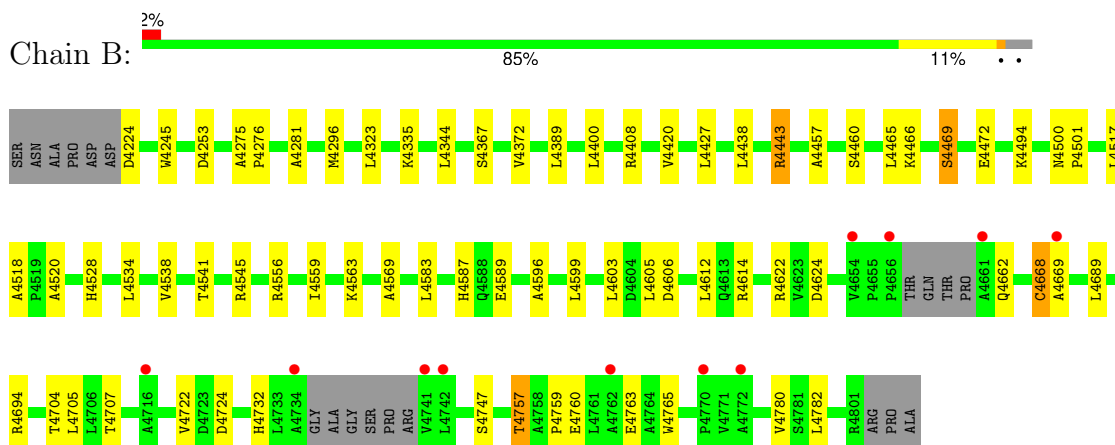 2%
Chain B:
85% 11% • •
SER ASN ALA PRO ASP ASP D4224 W4245 D4253 A4275 P4276 A4281 M4296 L4323 K4335 L4344 S4367 V4372 L4389 L4400 R4408 V4420 L4427 L4438 R4443 A4457 S4460 L4465 K4466 S4469 E4472 K4494 N4500 P4501 L4517
A4518 P4519 A4520 H4528 L4534 V4538 T4541 R4545 R4556 I4559 K4563 A4569 L4583 H4587 Q4588 E4589 A4596 L4599 L4603 D4604 L4605 D4606 L4612 Q4613 R4614 R4622 V4623 D4624 V4654 P4655 P4656 THR GLN THR PRO A4661 Q4662 C4668 A4669 L4689
R4694 T4704 L4705 L4706 T4707 A4716 V4722 D4723 D4724 H4732 L4733 A4734 GLY ALA GLY SER PRO ARG V4741 L4742 S4747 T4757 A4758 P4759 E4760 L4761 A4762 E4763 A4764 W4765 P4770 V4771 A4772 V4780 S4781 L4782 R4801 ARG PRO ALA